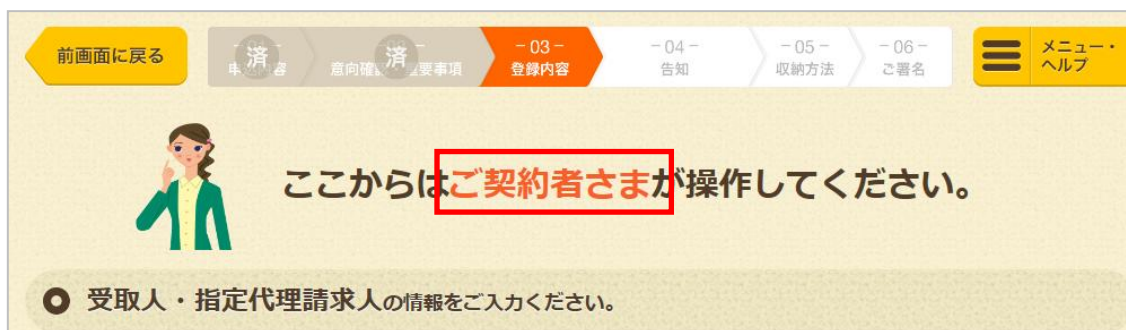 前画面に戻る
済
済
意向確 要事項
- 03 -
登録内容
- 04 -
告知
- 05 -
収納方法
- 06 -
ご署名
メニュー・
ヘルプ
ここからはご契約者さまが操作してください。
受取人・指定代理請求人の情報をご入力ください。